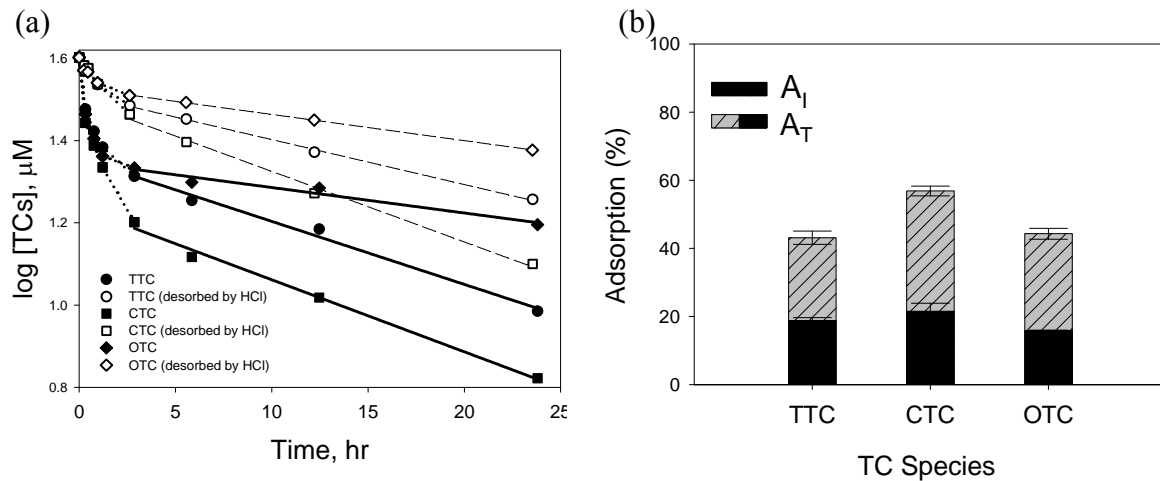 (a)
1.6
1.4
1.2
1.0
0.8
log [TCs], μM
TTC
TTC (desorbed by HCl)
CTC
CTC (desorbed by HCl)
OTC
OTC (desorbed by HCl)
0 5 10 15 20 25
Time, hr
(b)
100
80
60
40
20
0
Adsorption (%)
A_I
A_T
TTC CTC OTC
TC Species